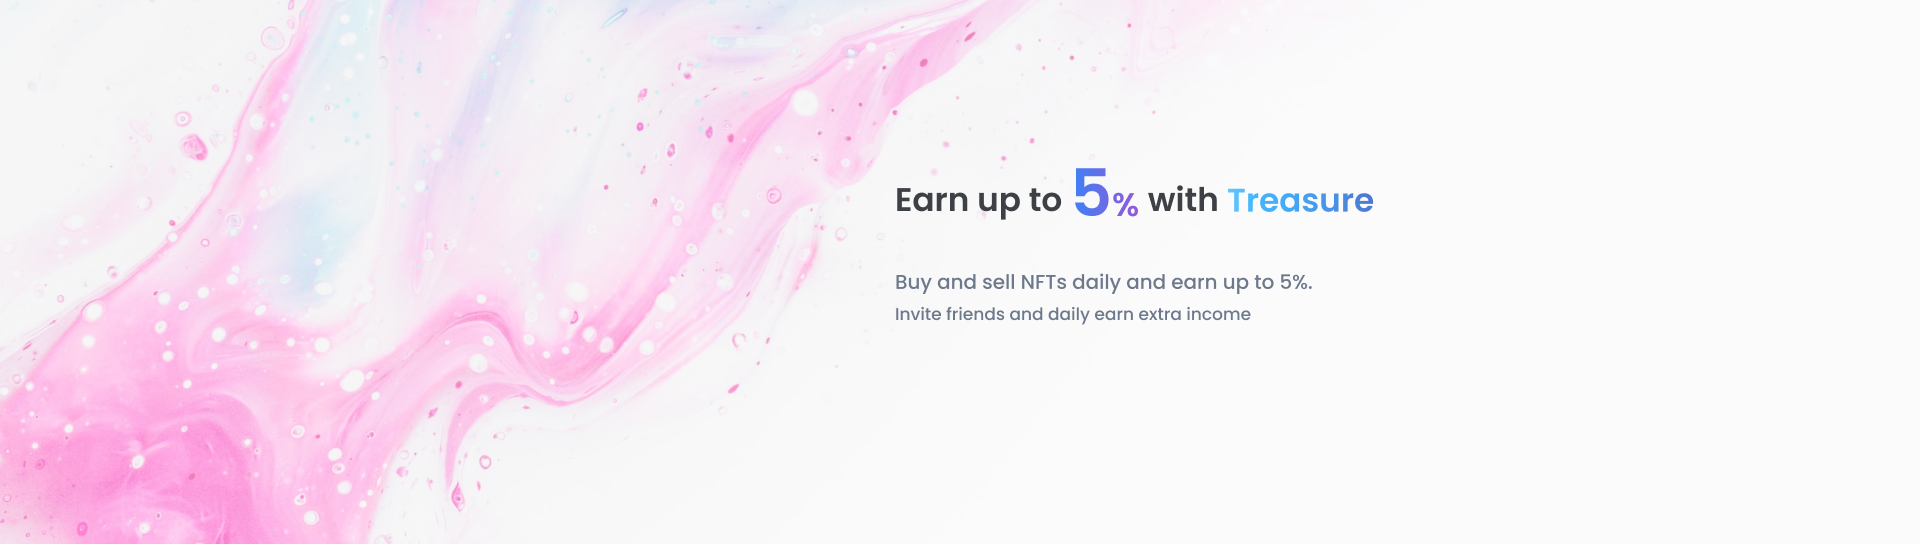 Earn up to 5% with Treasure
Buy and sell NFTs daily and earn up to 5%.
Invite friends and daily earn extra income